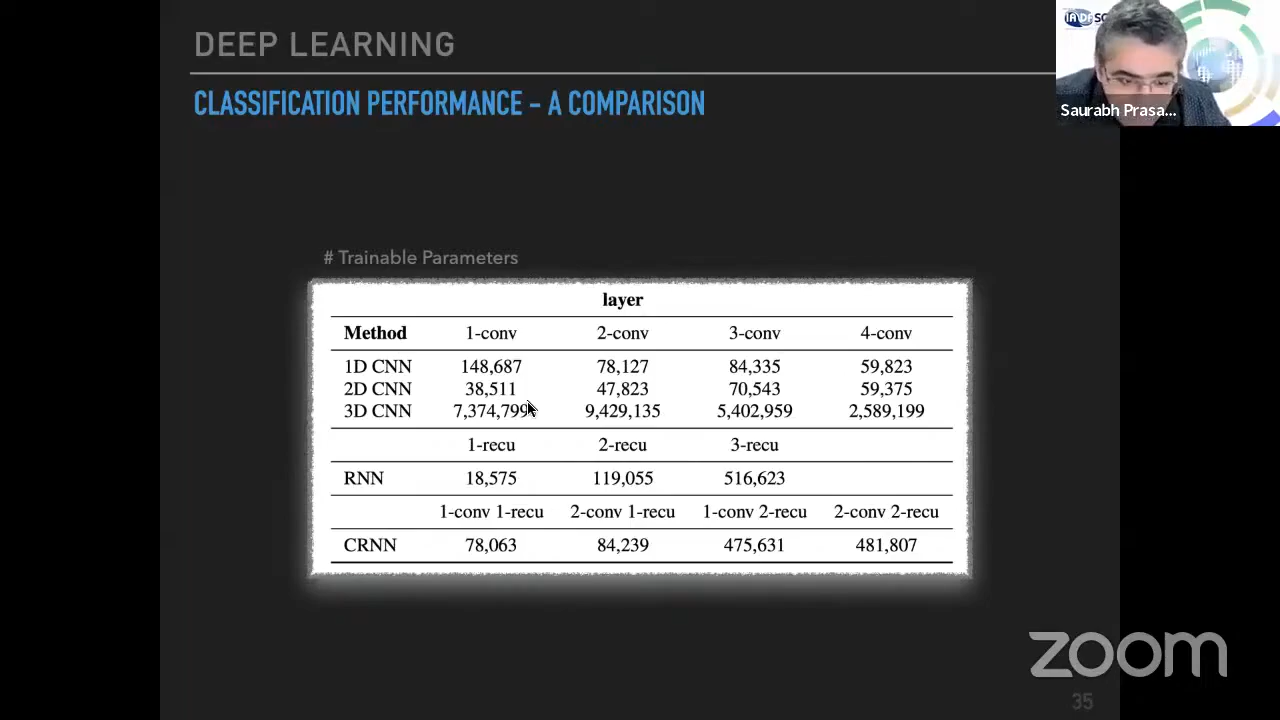 DEEP LEARNING
CLASSIFICATION PERFORMANCE - A COMPARISON
Saurabh Prasa...
# Trainable Parameters
layer
Method 1-conv 2-conv 3-conv 4-conv
1D CNN 148,687 78,127 84,335 59,823
2D CNN 38,511 47,823 70,543 59,375
3D CNN 7,374,799 9,429,135 5,402,959 2,589,199
1-recu 2-recu 3-recu
RNN 18,575 119,055 516,623
1-conv 1-recu 2-conv 1-recu 1-conv 2-recu 2-conv 2-recu
CRNN 78,063 84,239 475,631 481,807
zoom
35